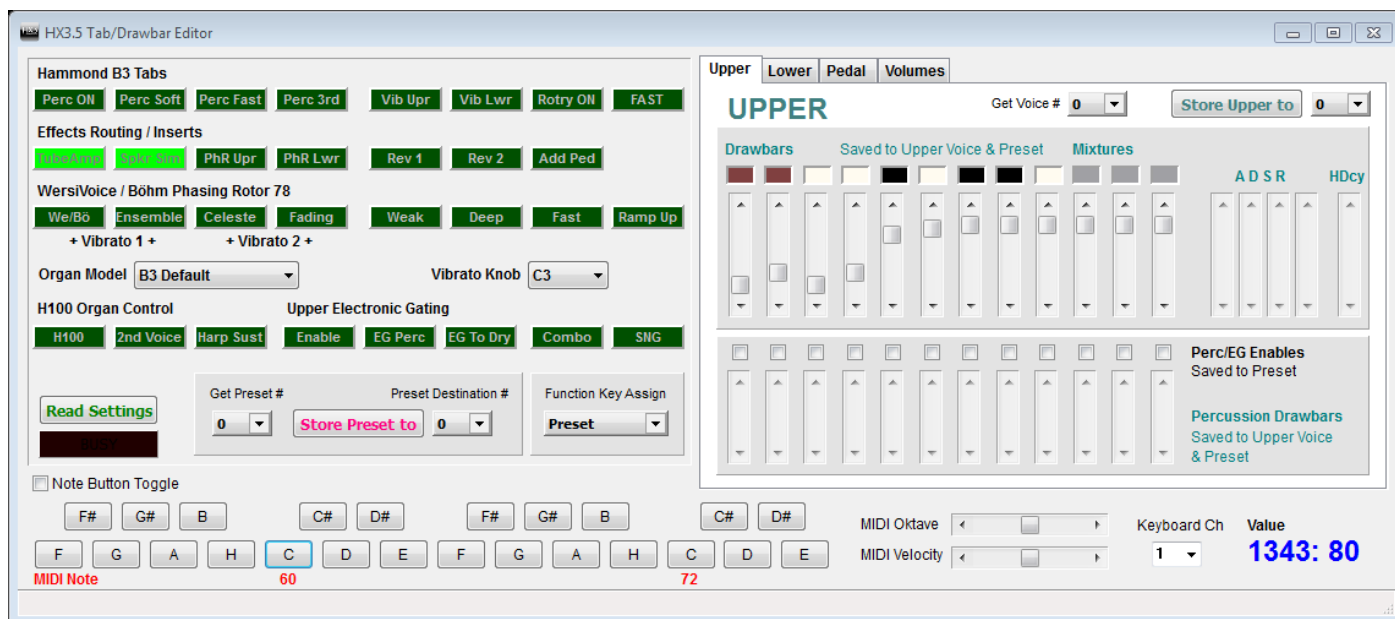 HX3.5 Tab/Drawbar Editor
Hammond B3 Tabs
Perc ON Perc Soft Perc Fast Perc 3rd Vib Upr Vib Lwr Rotry ON FAST
Effects Routing / Inserts
TubeAmp Spkr Sim PhR Upr PhR Lwr Rev 1 Rev 2 Add Ped
WersiVoice / Böhm Phasing Rotor 78
We/Bö Ensemble Celeste Fading Weak Deep Fast Ramp Up
+ Vibrato 1 + + Vibrato 2 +
Organ Model B3 Default Vibrato Knob C3
H100 Organ Control Upper Electronic Gating
H100 2nd Voice Harp Sust Enable EG Perc EG To Dry Combo SNG
Get Preset # Preset Destination # Function Key Assign
Read Settings 0 Store Preset to 0 Preset
BUSY
Upper Lower Pedal Volumes
UPPER Get Voice # 0 Store Upper to 0
Drawbars Saved to Upper Voice & Preset Mixtures
A D S R HDcy
Perc/EG Enables
Saved to Preset
Percussion Drawbars
Saved to Upper Voice
& Preset
Note Button Toggle
F# G# B C# D# F# G# B C# D#
F G A H C D E F G A H C D E
MIDI Note 60 72
MIDI Oktave Keyboard Ch Value
MIDI Velocity 1 1343: 80